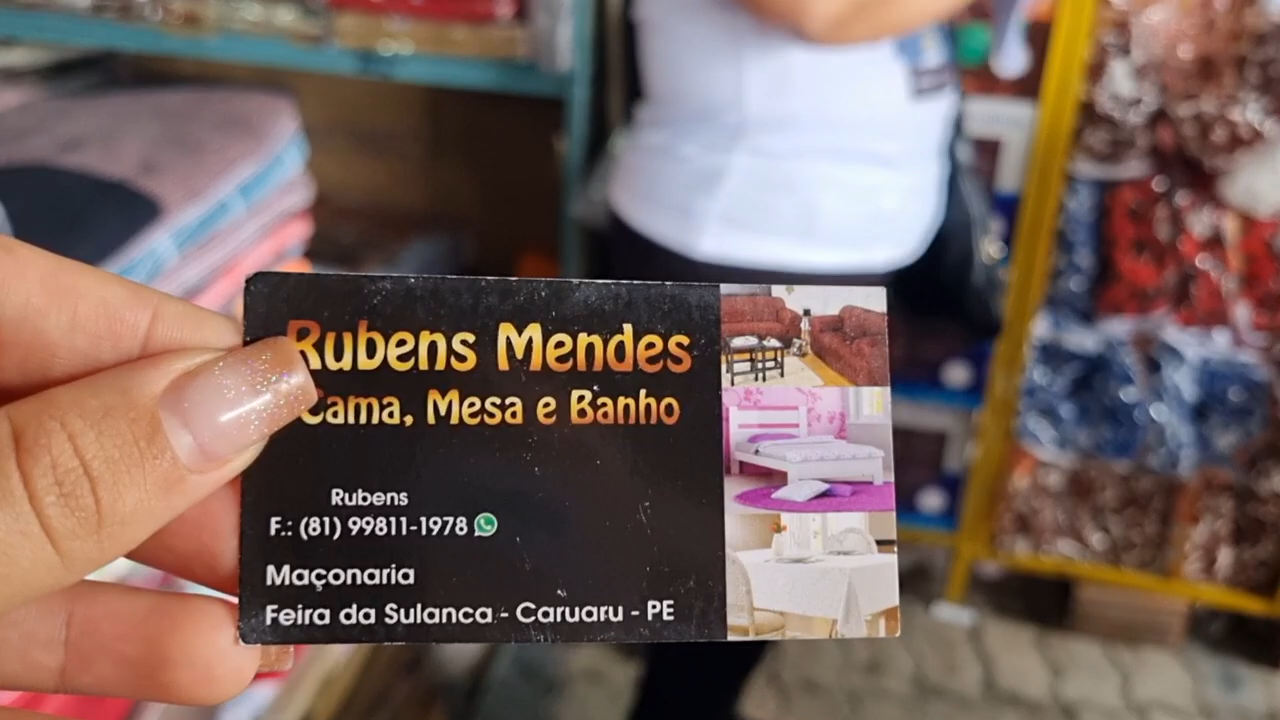 Rubens Mendes
Cama, Mesa e Banho
Rubens
F.: (81) 99811-1978
Maçonaria
Feira da Sulanca - Caruaru - PE